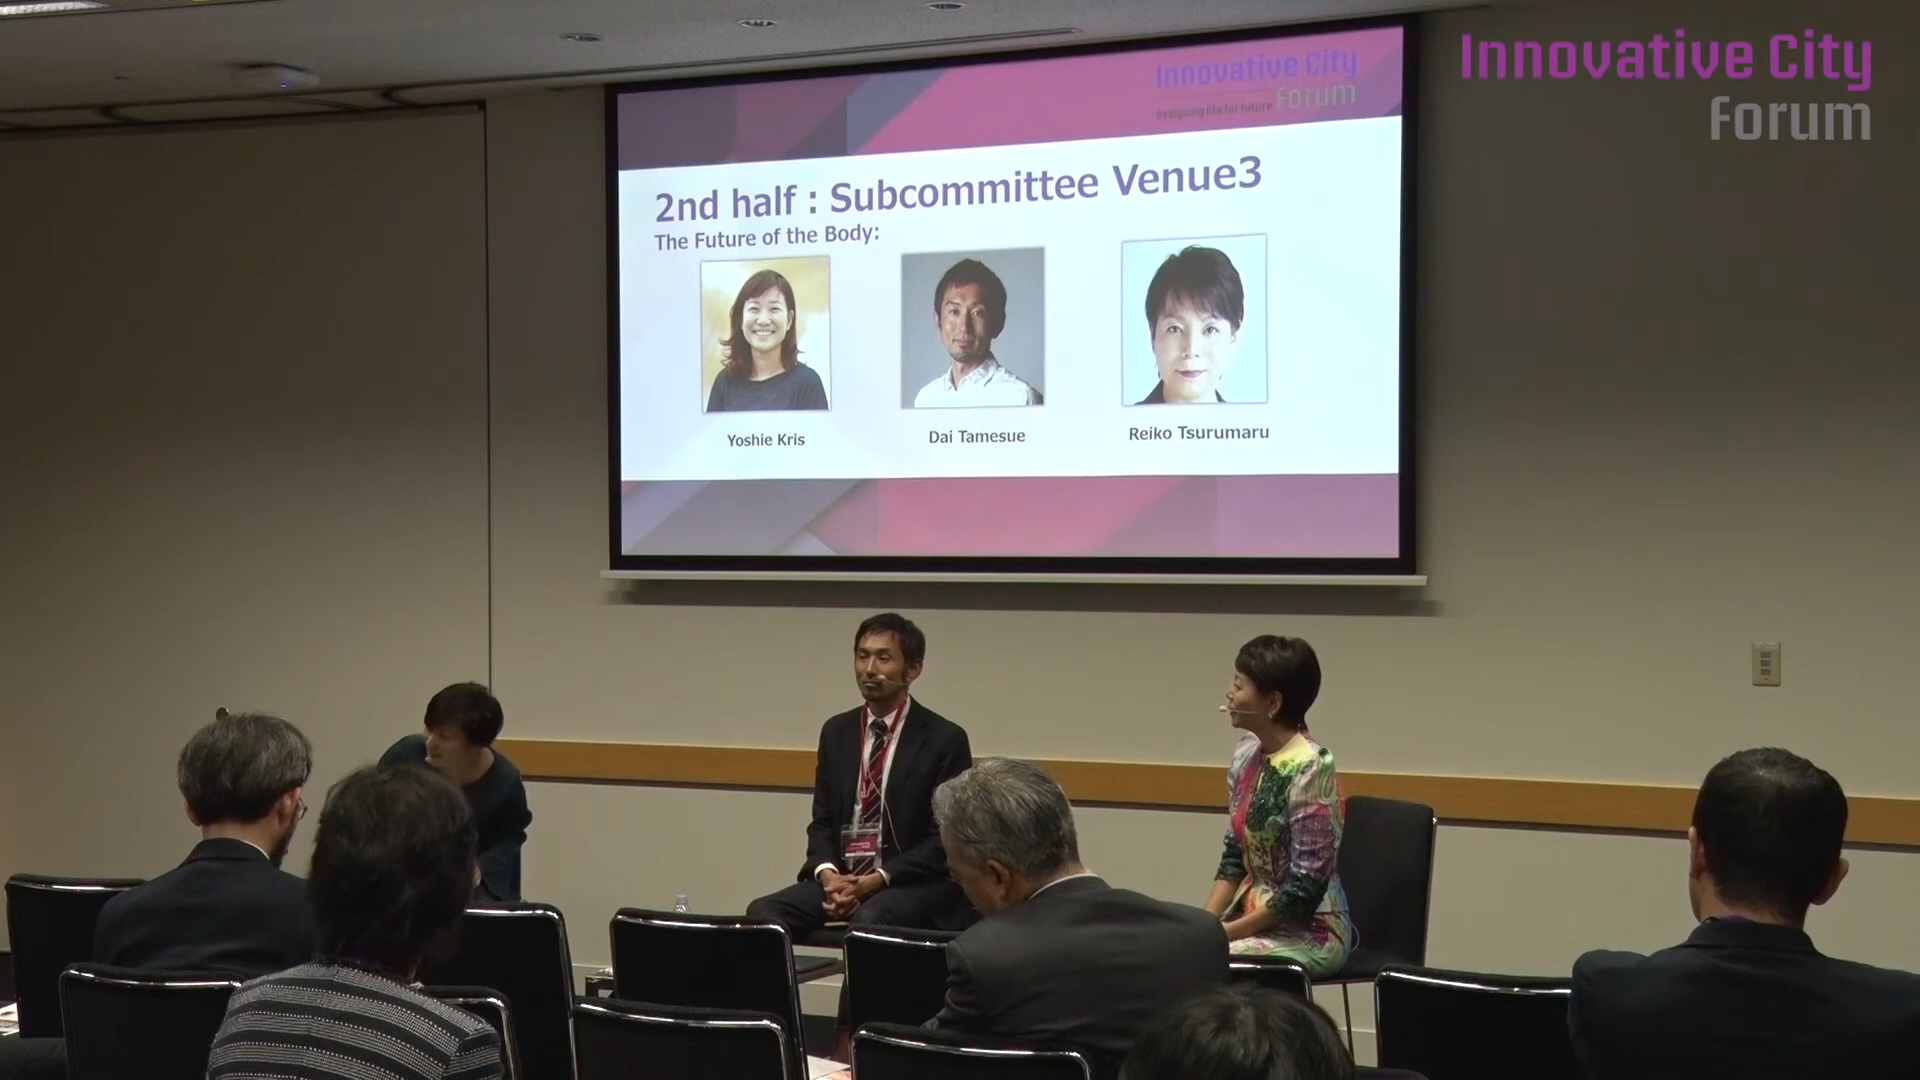 Innovative City
Forum
Innovative City
designing life for future Forum
2nd half : Subcommittee Venue3
The Future of the Body:
Yoshie Kris
Dai Tamesue
Reiko Tsurumaru